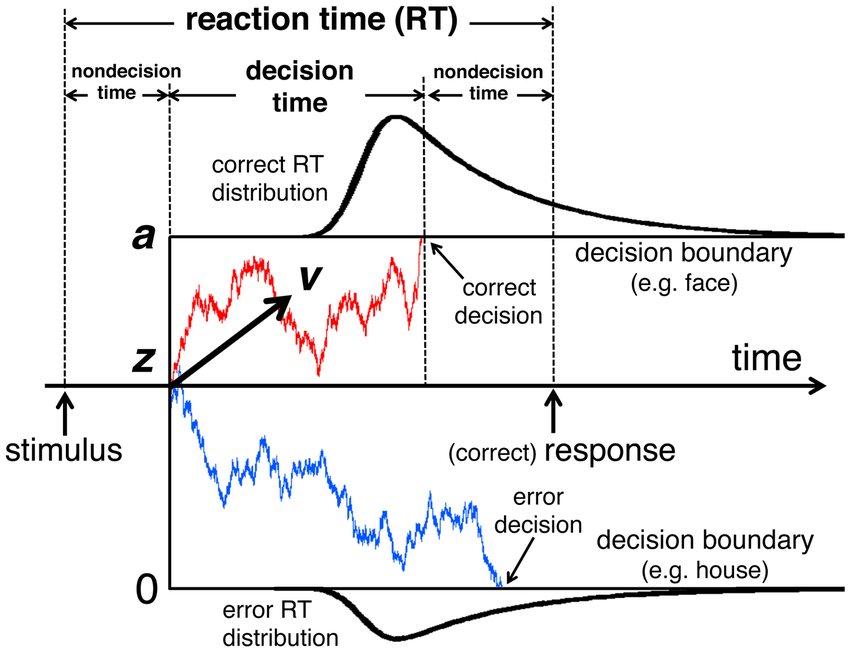 reaction time (RT)
nondecision
time
decision
time
nondecision
time
correct RT
distribution
a
decision boundary
(e.g. face)
v
correct
decision
z
time
stimulus
(correct) response
error
decision
decision boundary
(e.g. house)
0
error RT
distribution